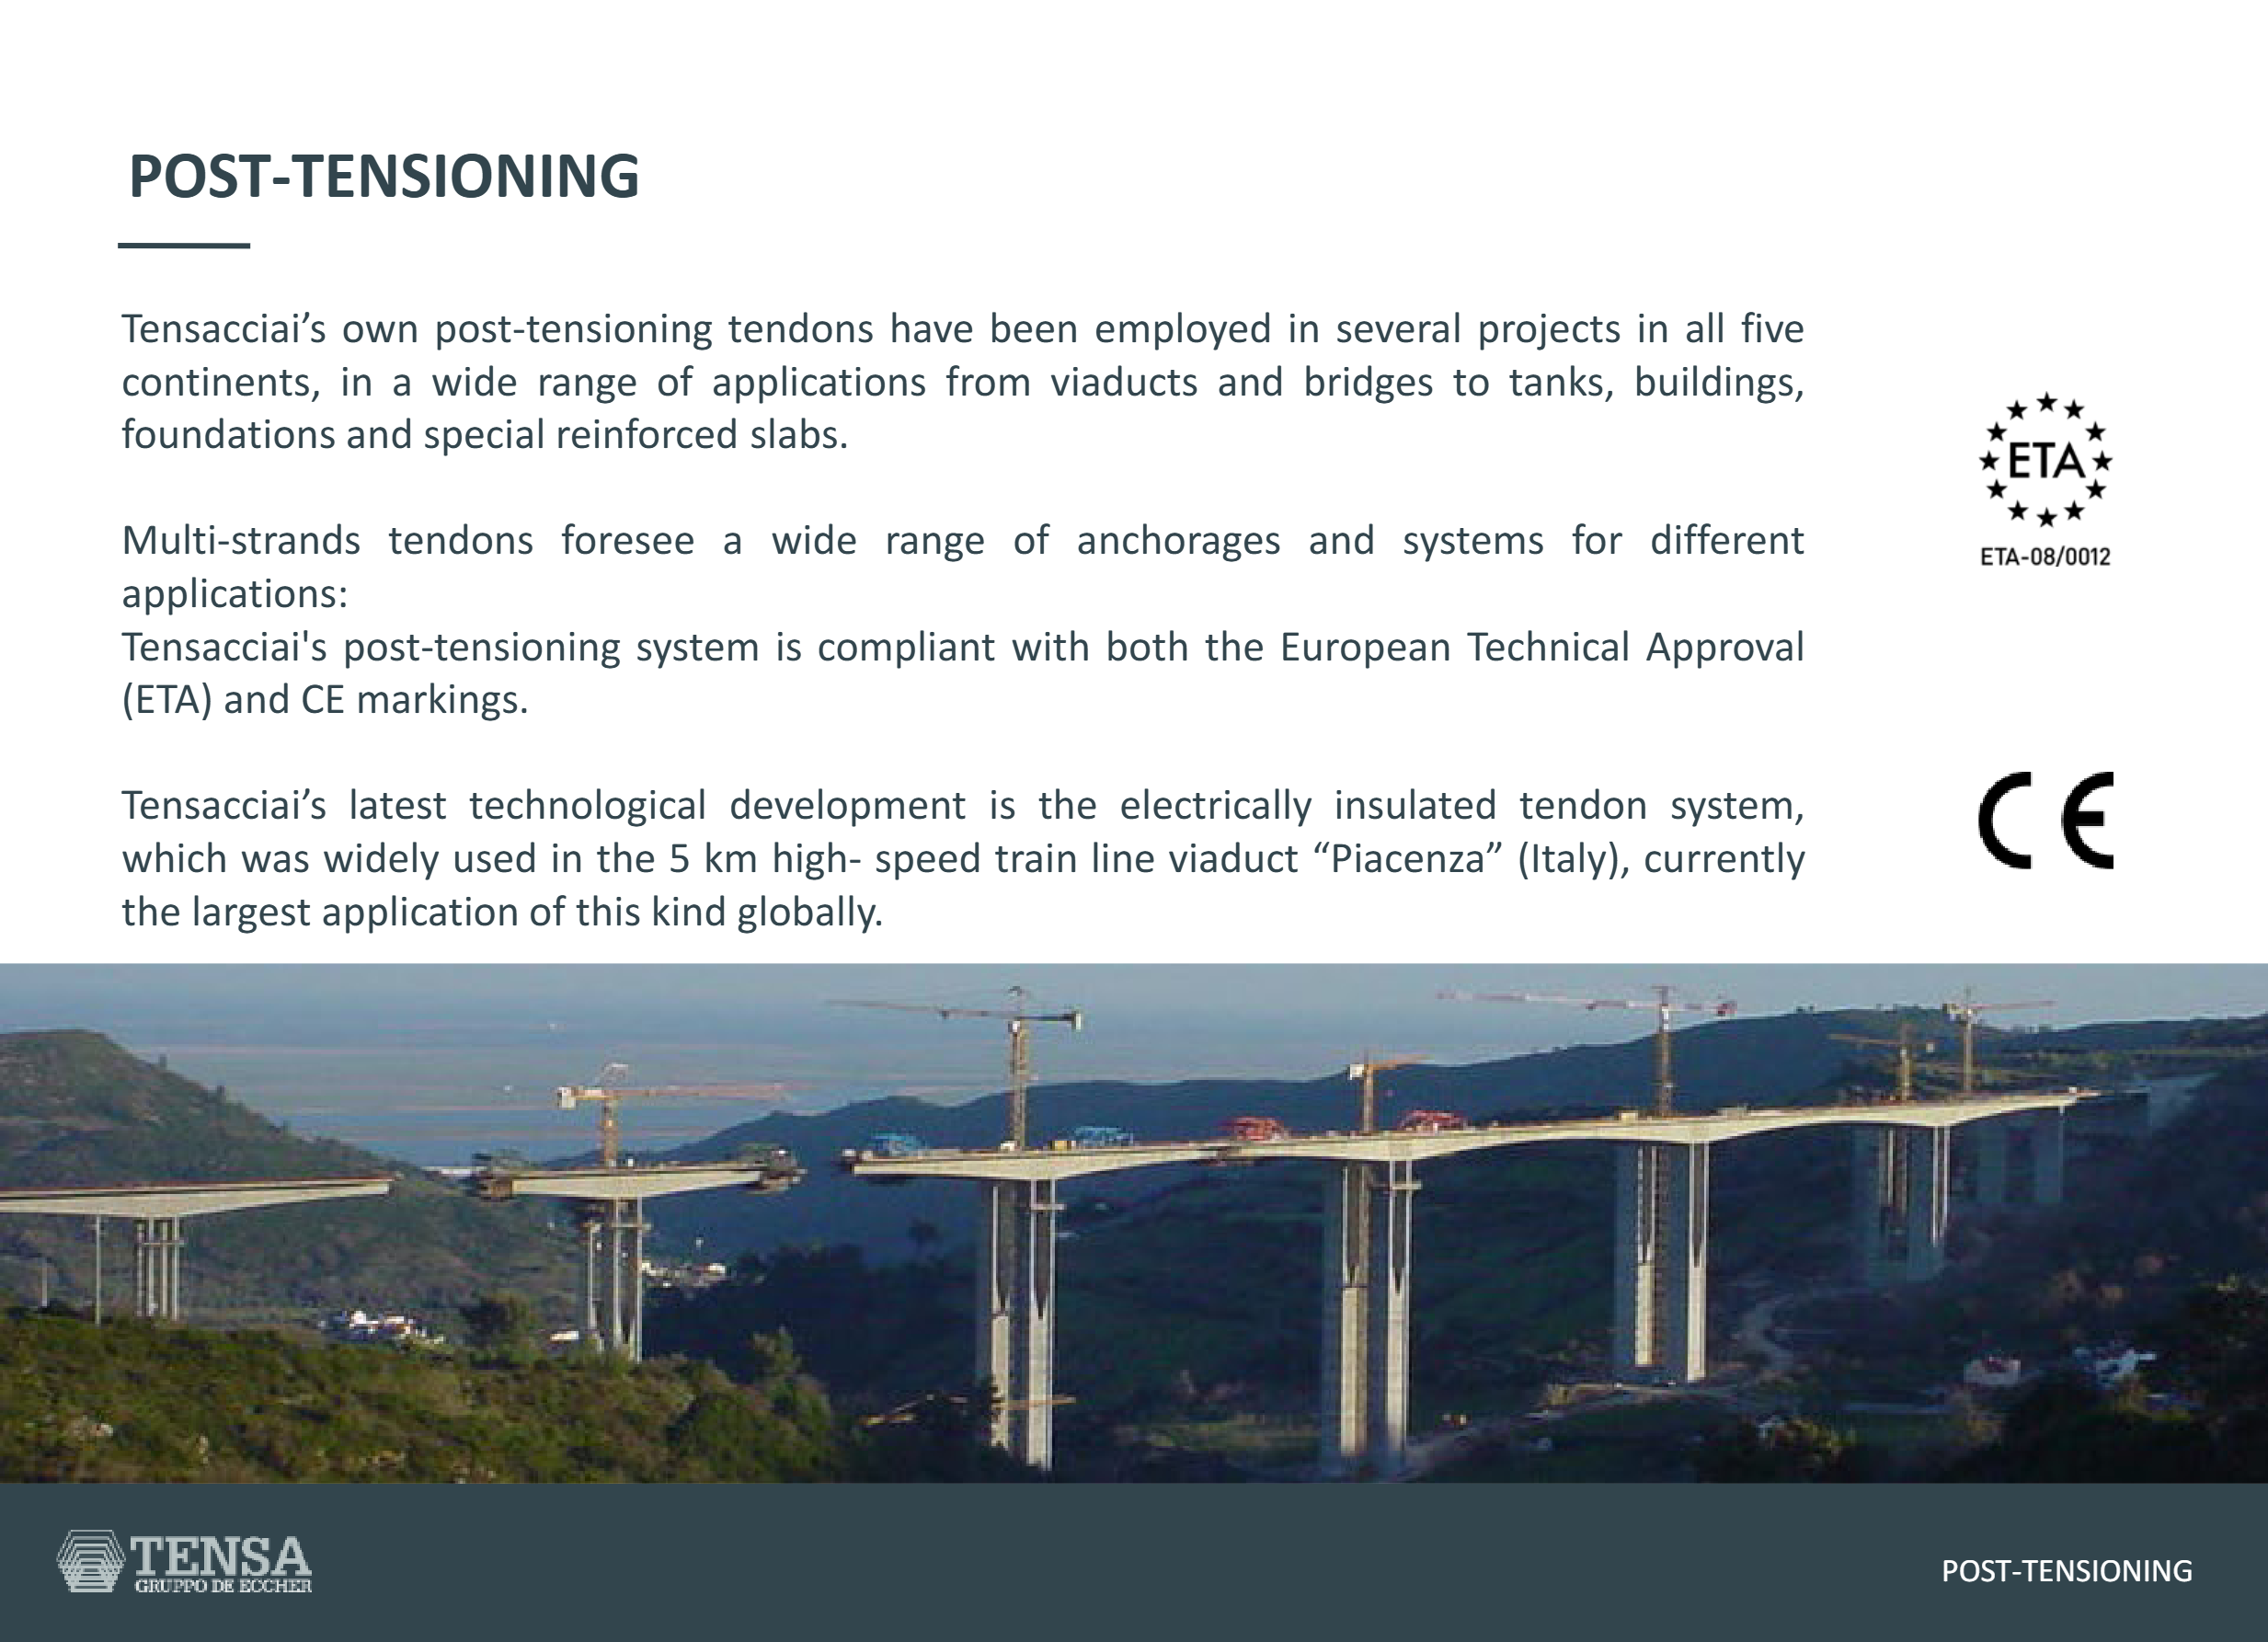 POST-TENSIONING
Tensacciai’s own post-tensioning tendons have been employed in several projects in all five
continents, in a wide range of applications from viaducts and bridges to tanks, buildings,
foundations and special reinforced slabs.
Multi-strands tendons foresee a wide range of anchorages and systems for different
applications:
Tensacciai's post-tensioning system is compliant with both the European Technical Approval
(ETA) and CE markings.
Tensacciai’s latest technological development is the electrically insulated tendon system,
which was widely used in the 5 km high- speed train line viaduct “Piacenza” (Italy), currently
the largest application of this kind globally.
ETA
ETA-08/0012
CE
TENSA
GRUPPO DE ECCHER
POST-TENSIONING